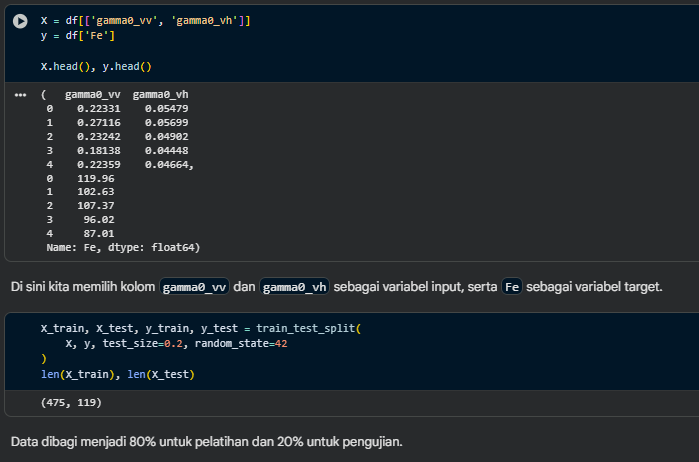 X = df[['gamma0_vv', 'gamma0_vh']]
y = df['Fe']
X.head(), y.head()
(   gamma0_vv  gamma0_vh
0    0.22331    0.05479
1    0.27116    0.05699
2    0.23242    0.04902
3    0.18138    0.04448
4    0.22359    0.04664,
0    119.96
1    102.63
2    107.37
3     96.02
4     87.01
Name: Fe, dtype: float64)
Di sini kita memilih kolom gamma0_vv dan gamma0_vh sebagai variabel input, serta Fe sebagai variabel target.
X_train, X_test, y_train, y_test = train_test_split(
    X, y, test_size=0.2, random_state=42
)
len(X_train), len(X_test)
(475, 119)
Data dibagi menjadi 80% untuk pelatihan dan 20% untuk pengujian.